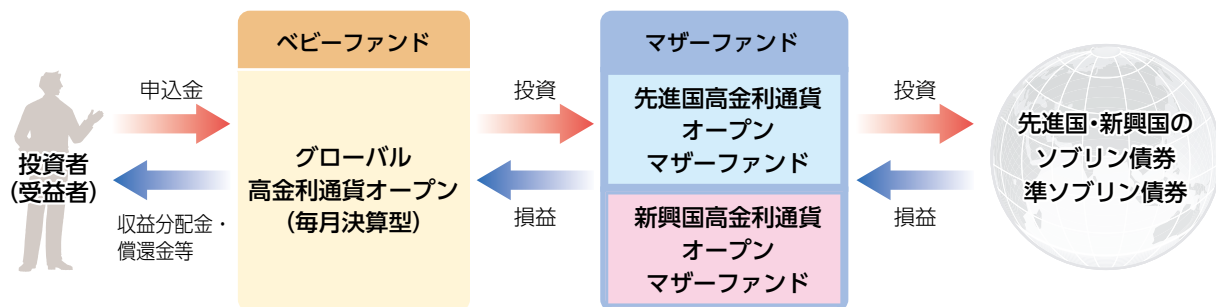 投資者
(受益者)
申込金
収益分配金・
償還金等
ベビーファンド
グローバル
高金利通貨オープン
(毎月決算型)
投資
損益
マザーファンド
先進国高金利通貨
オープン
マザーファンド
新興国高金利通貨
オープン
マザーファンド
投資
損益
先進国・新興国の
ソブリン債券
準ソブリン債券